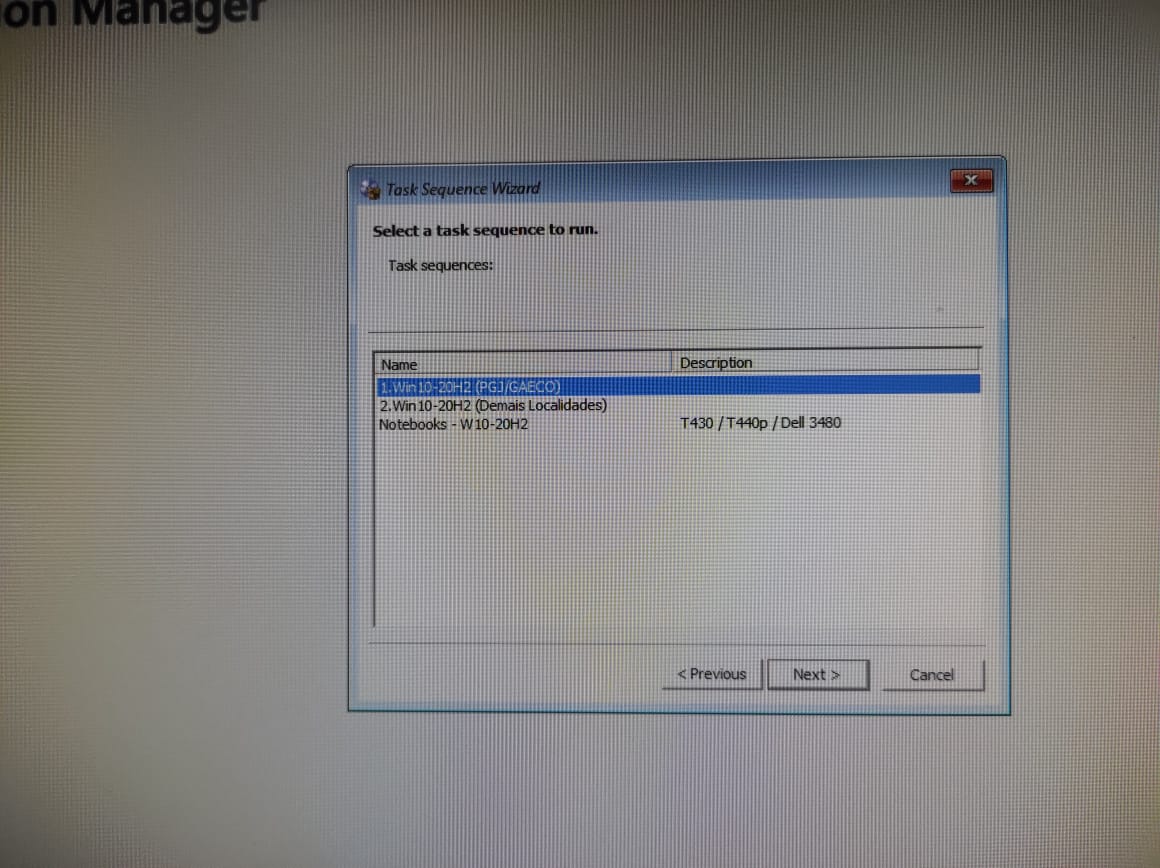 on Manager
Task Sequence Wizard
Select a task sequence to run.
Task sequences:
Name Description
1.Win10-20H2 (PGJ/GAECO)
2.Win10-20H2 (Demais Localidades)
Notebooks - W10-20H2 T430 / T440p / Dell 3480
< Previous Next > Cancel